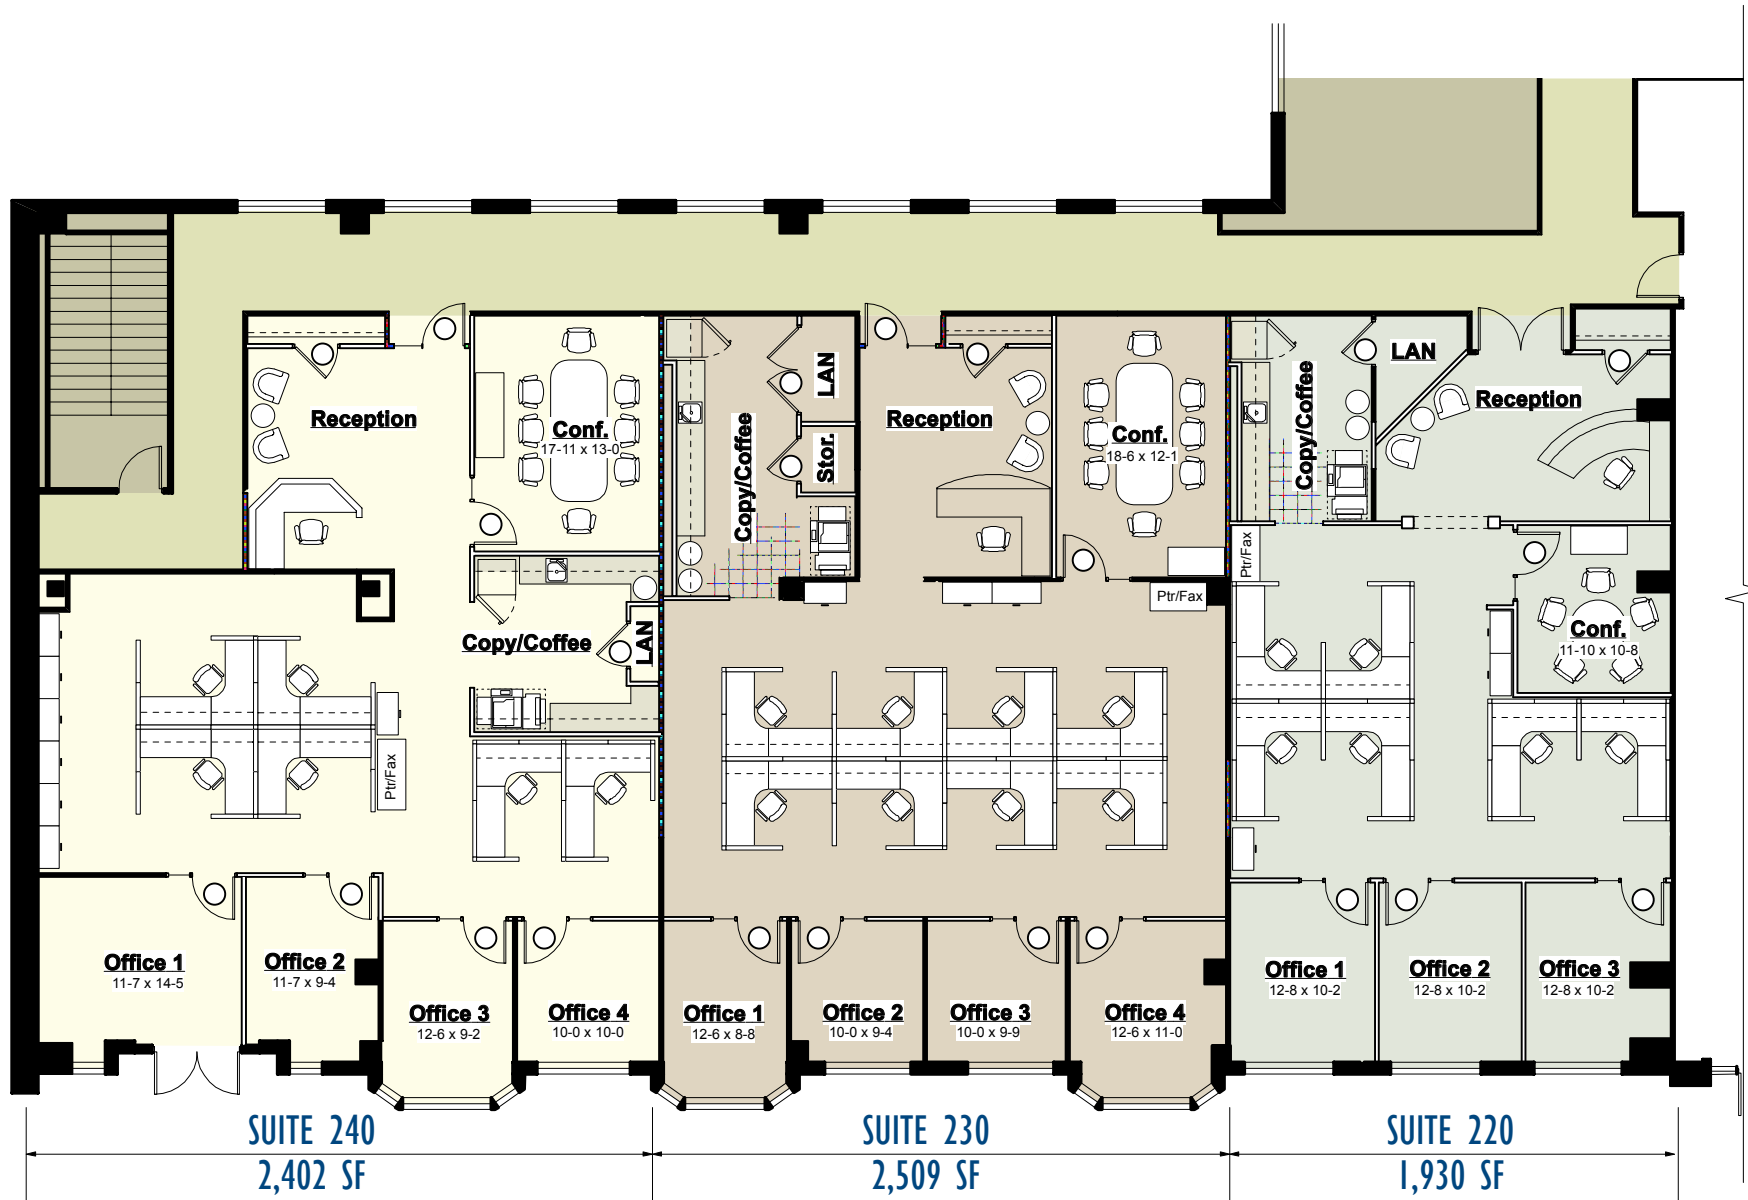 Reception
Conf.
17-11 x 13-0
Copy/Coffee
LAN
Ptr/Fax
Office 1
11-7 x 14-5
Office 2
11-7 x 9-4
Office 3
12-6 x 9-2
Office 4
10-0 x 10-0
SUITE 240
2,402 SF
Copy/Coffee
LAN
Stor.
Reception
Conf.
18-6 x 12-1
Ptr/Fax
Office 1
12-6 x 8-8
Office 2
10-0 x 9-4
Office 3
10-0 x 9-9
Office 4
12-6 x 11-0
SUITE 230
2,509 SF
Copy/Coffee
LAN
Reception
Ptr/Fax
Conf.
11-10 x 10-8
Office 1
12-8 x 10-2
Office 2
12-8 x 10-2
Office 3
12-8 x 10-2
SUITE 220
1,930 SF